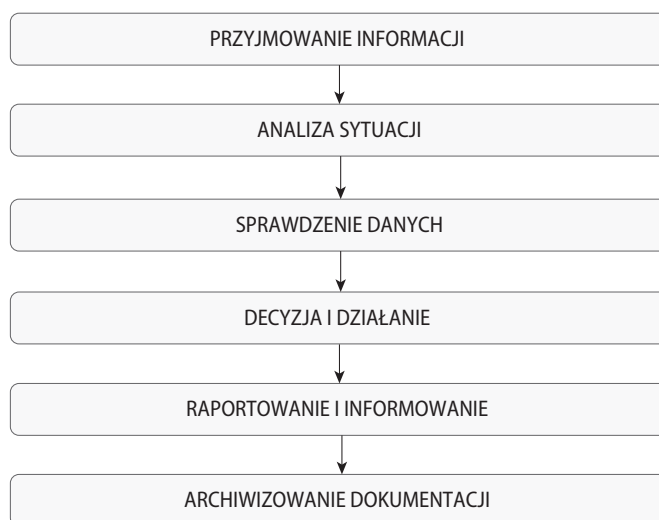 PRZYJMOWANIE INFORMACJI
ANALIZA SYTUACJI
SPRAWDZENIE DANYCH
DECYZJA I DZIAŁANIE
RAPORTOWANIE I INFORMOWANIE
ARCHIWIZOWANIE DOKUMENTACJI